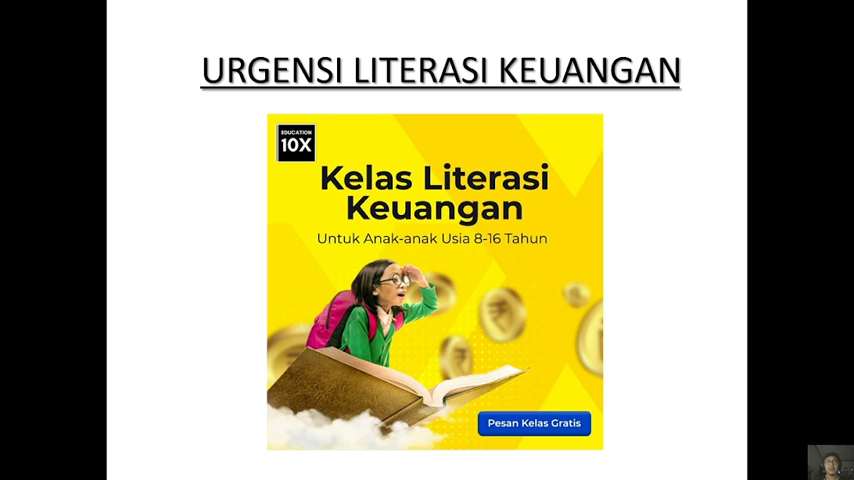 URGENSI LITERASI KEUANGAN
EDUCATION
10X
Kelas Literasi
Keuangan
Untuk Anak-anak Usia 8-16 Tahun
Pesan Kelas Gratis